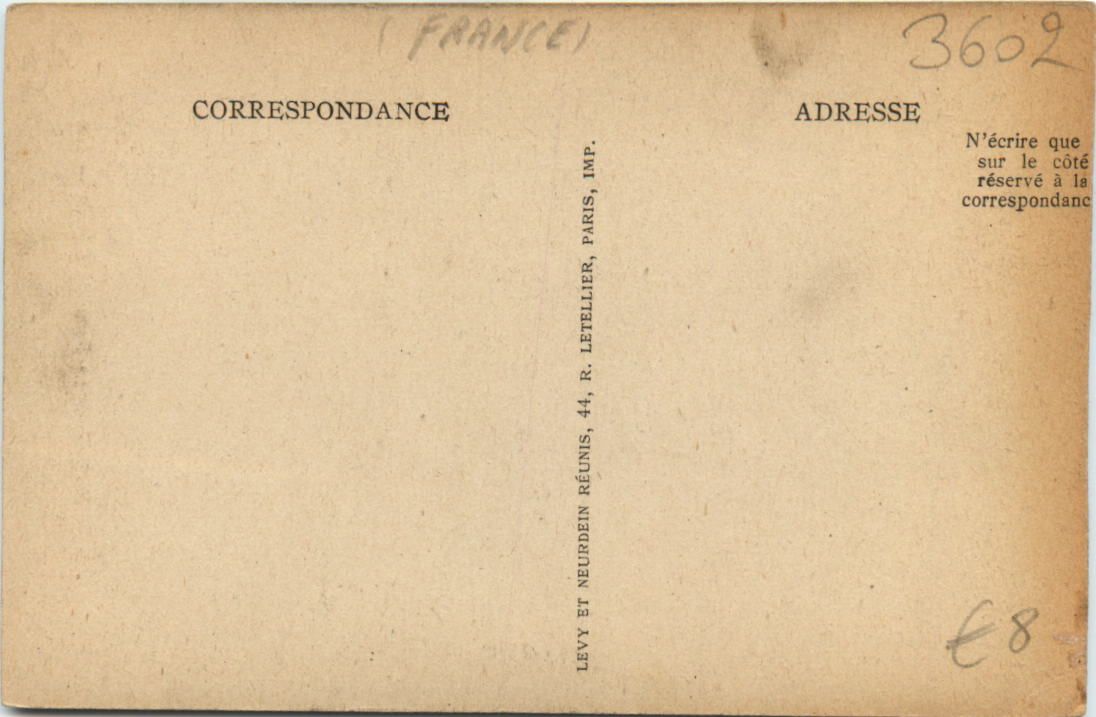 (FRANCE)
3602
CORRESPONDANCE
ADRESSE
N'écrire que
sur le côté
réservé à la
correspondanc
LEVY ET NEURDEIN RÉUNIS, 44, R. LETELLIER, PARIS, IMP.
€8